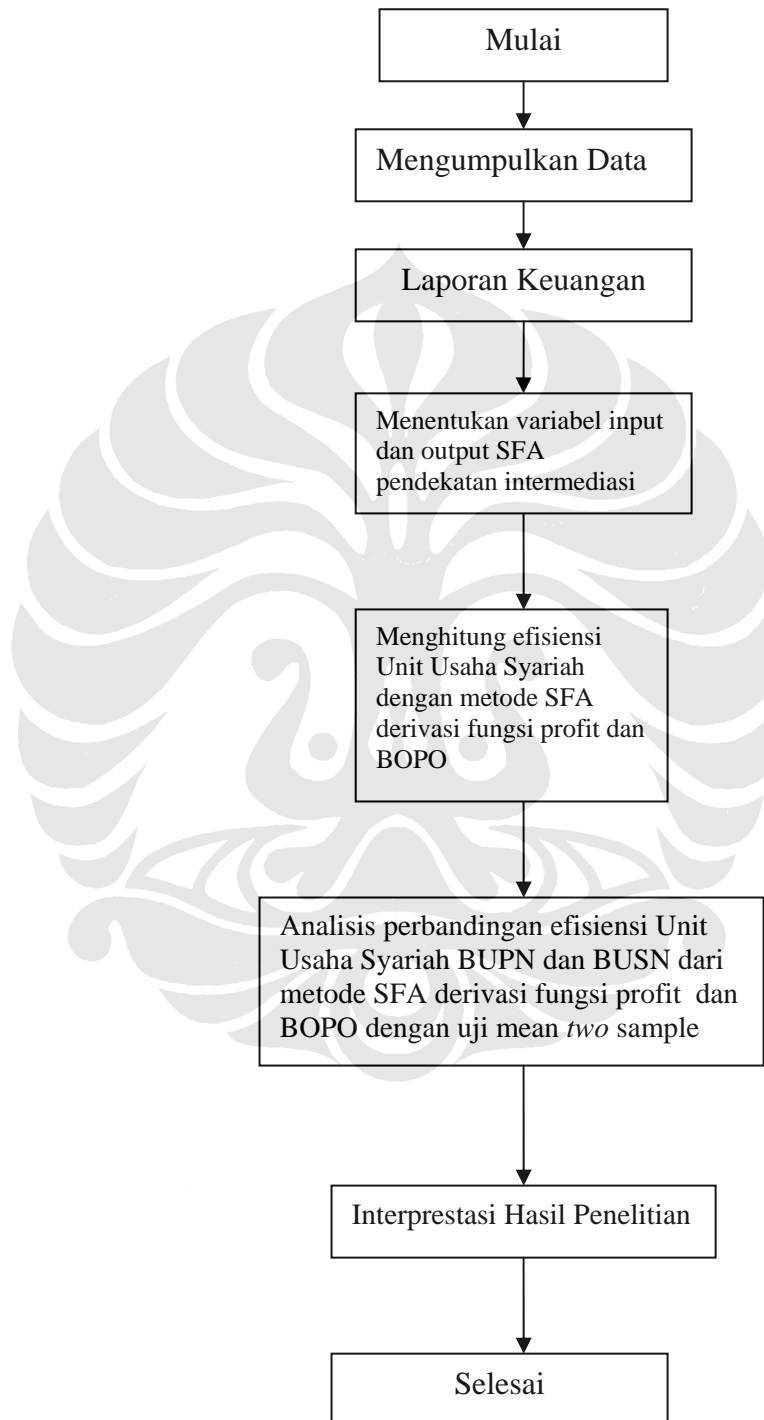 Mulai
Mengumpulkan Data
Laporan Keuangan
Menentukan variabel input
dan output SFA
pendekatan intermediasi
Menghitung efisiensi
Unit Usaha Syariah
dengan metode SFA
derivasi fungsi profit dan
BOPO
Analisis perbandingan efisiensi Unit
Usaha Syariah BUPN dan BUSN dari
metode SFA derivasi fungsi profit dan
BOPO dengan uji mean two sample
Interprestasi Hasil Penelitian
Selesai